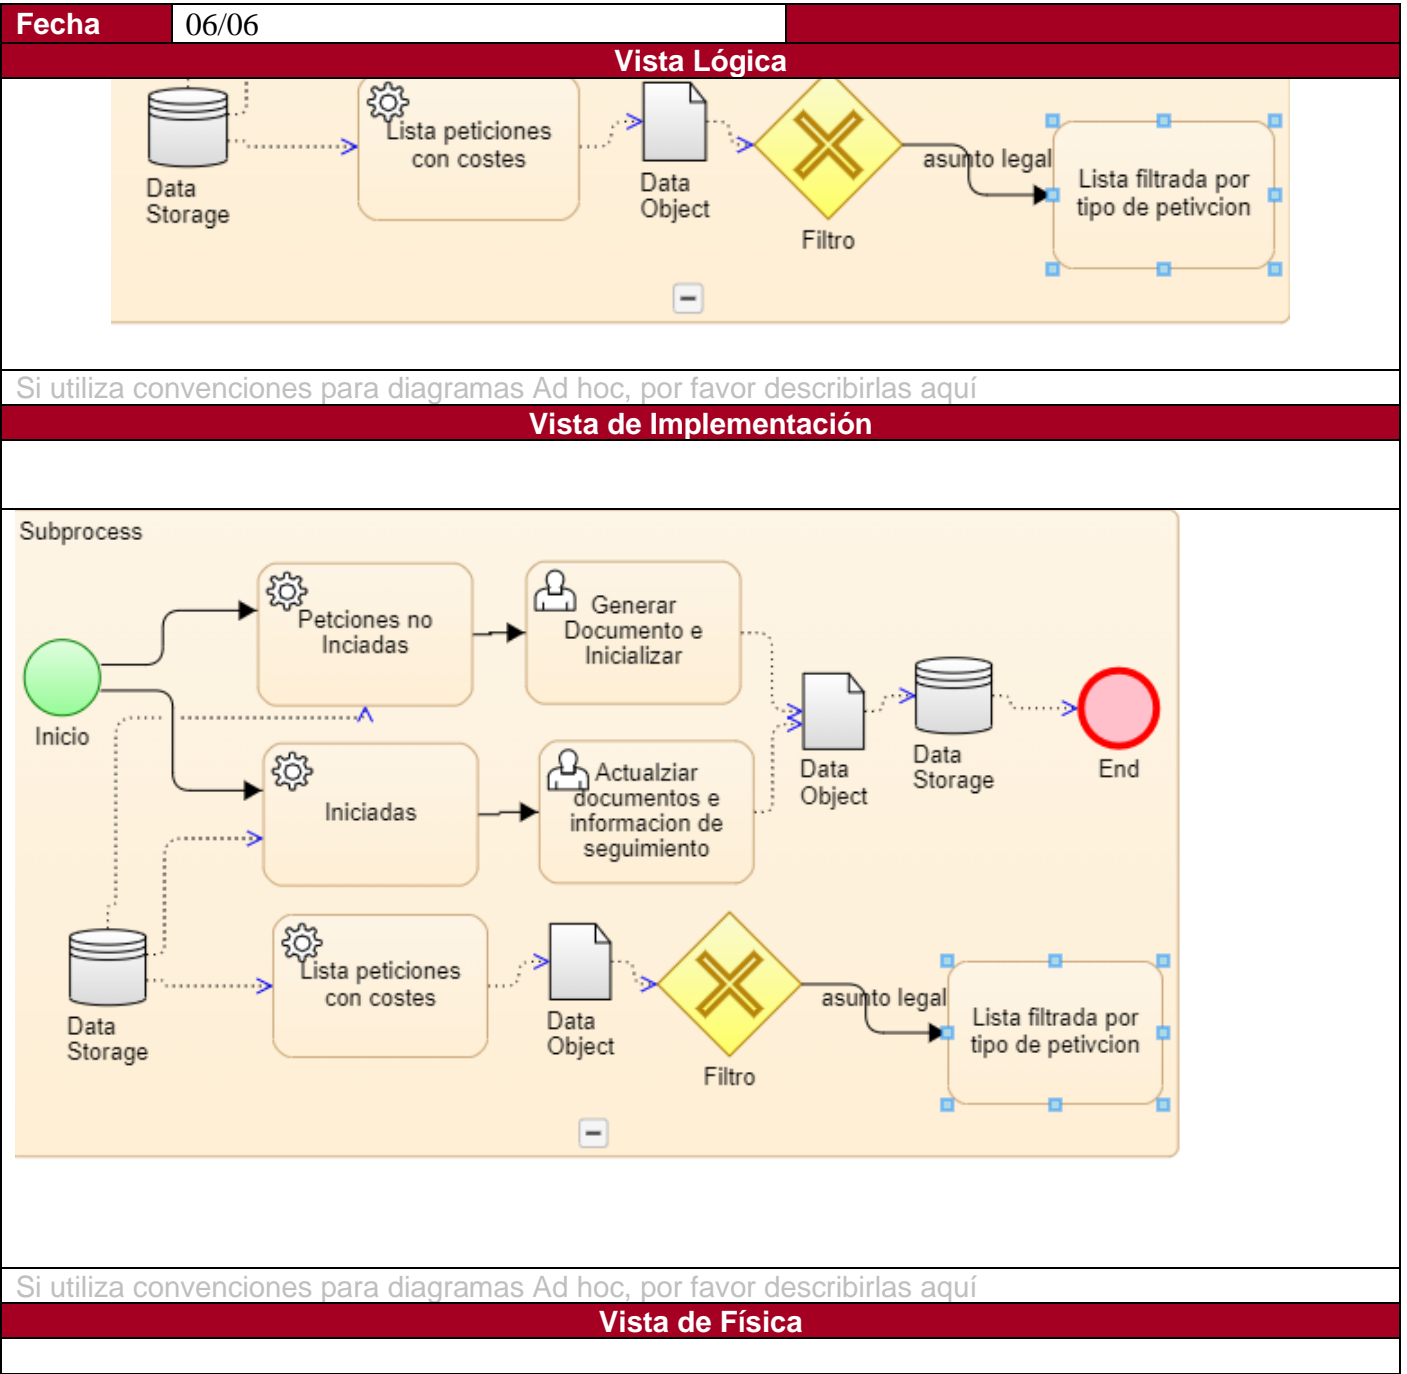 Fecha 06/06
Vista Lógica
Lista peticiones
con costes
Data
Storage
Data
Object
Filtro
asunto legal
Lista filtrada por
tipo de petivcion
Si utiliza convenciones para diagramas Ad hoc, por favor describirlas aquí
Vista de Implementación
Subprocess
Inicio
Petciones no
Inciadas
Generar
Documento e
Inicializar
Iniciadas
Actualziar
documentos e
informacion de
seguimiento
Data
Object
Data
Storage
End
Data
Storage
Lista peticiones
con costes
Data
Object
Filtro
asunto legal
Lista filtrada por
tipo de petivcion
Si utiliza convenciones para diagramas Ad hoc, por favor describirlas aquí
Vista de Física